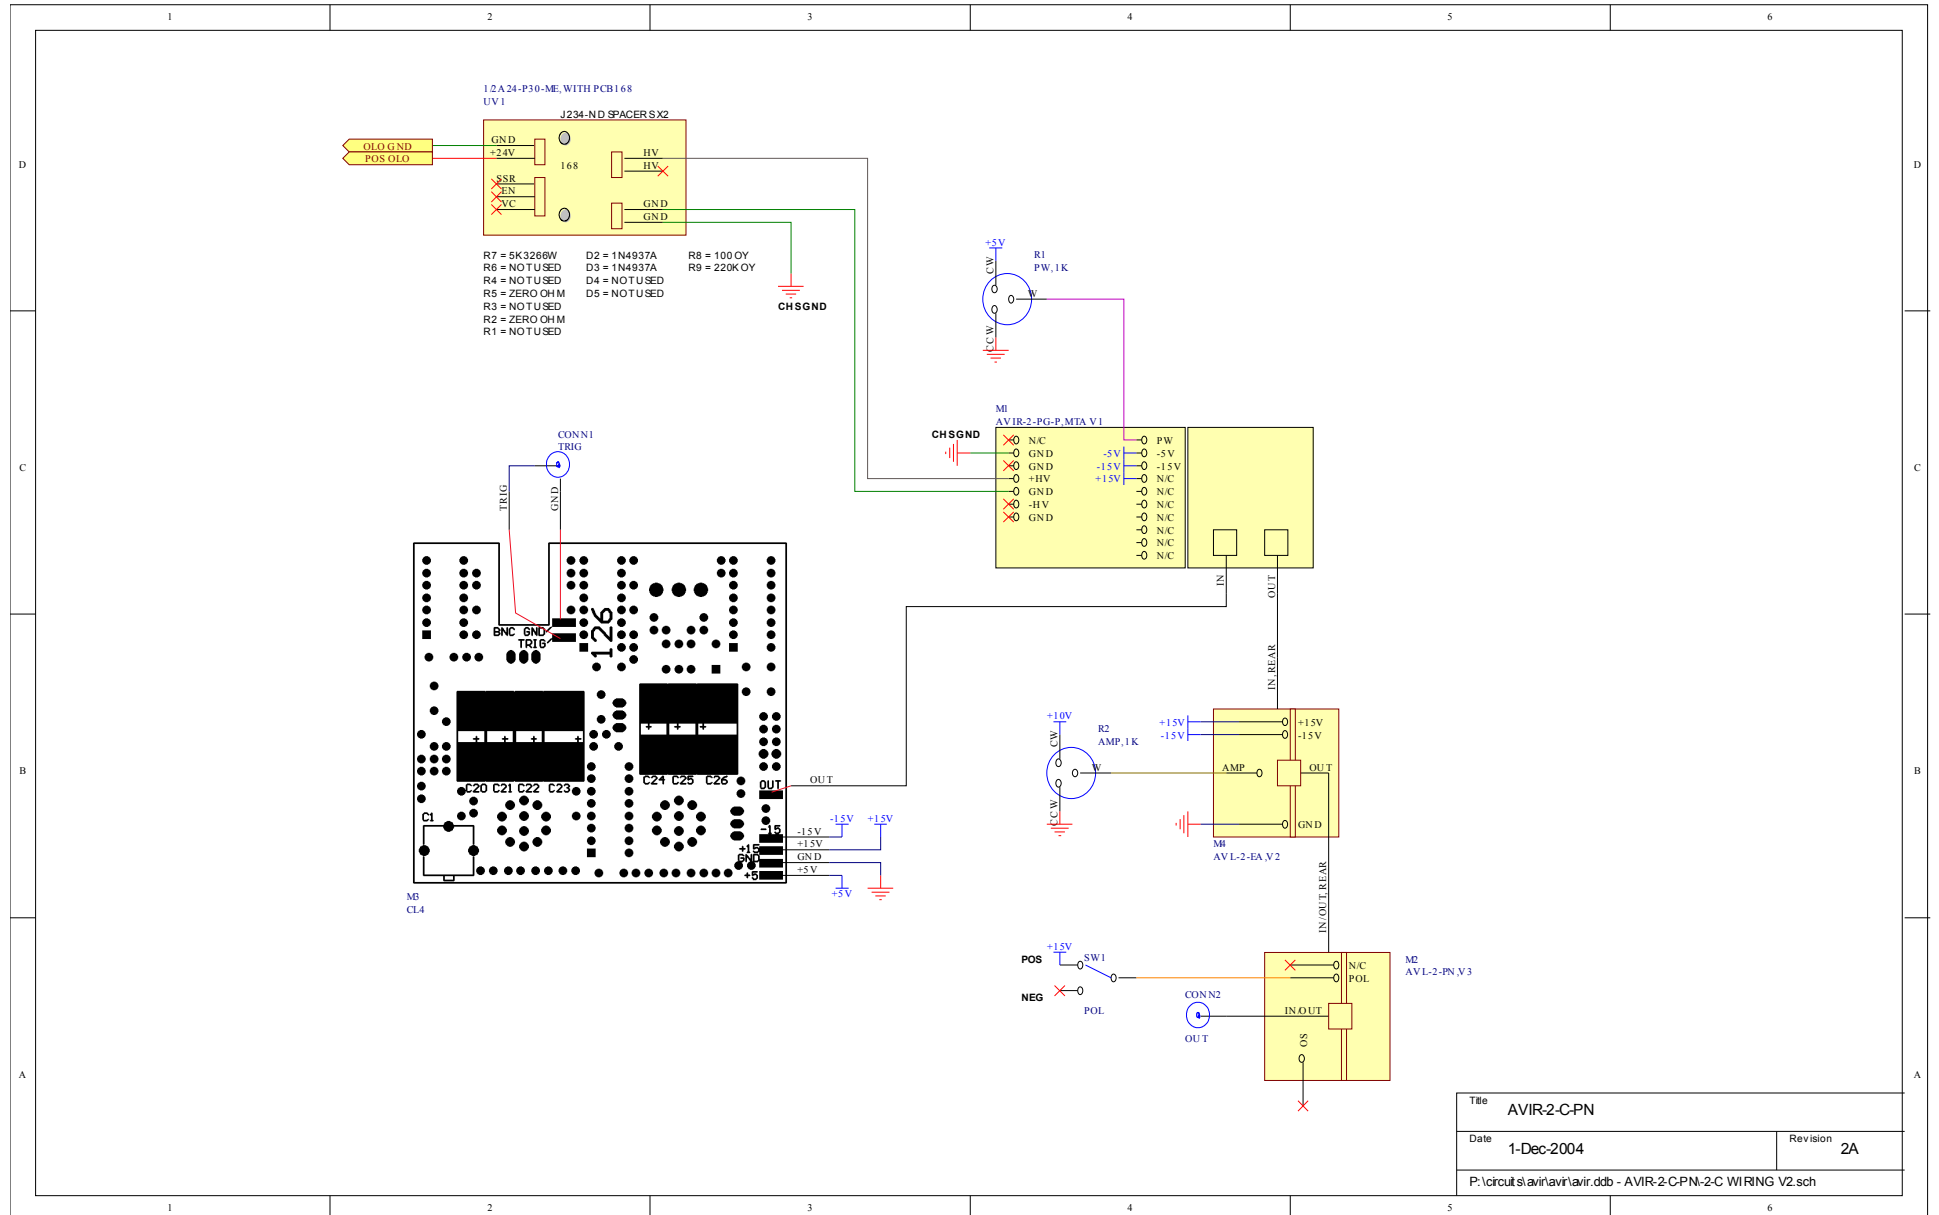 1 2 3 4 5 6
D D
C C
B B
A A
1/2A24-P30-ME, WITH PCB168
UV1
J234-ND SPACERS X2
OLO GND
POS OLO
GND
+24V
168
SSR
EN
VC
HV
HV
GND
GND
R7 = 5K3266W D2 = 1N4937A R8 = 100 OY
R6 = NOT USED D3 = 1N4937A R9 = 220K OY
R4 = NOT USED D4 = NOT USED
R5 = ZERO OHM D5 = NOT USED
R3 = NOT USED
R2 = ZERO OHM
R1 = NOT USED
CHSGND
+5V
CW
R1
PW, 1K
W
CCW
M1
AVIR-2-PG-P, MTA V1
CHSGND
N/C
GND
GND
+HV
GND
-HV
GND
-5V
-15V
+15V
PW
-5V
-15V
N/C
N/C
N/C
N/C
N/C
N/C
N/C
IN
OUT
CONN1
TRIG
TRIG
GND
BNC GND
TRIG
126
C20 C21 C22 C23
C24 C25 C26
C1
+ + + +
+ + +
OUT
OUT
-15
+15
GND
+5
-15V
+15V
GND
+5V
-15V
+15V
+5V
M3
CL4
IN, REAR
+10V
CW
R2
AMP, 1K
W
CCW
+15V
-15V
+15V
-15V
AMP
OUT
GND
M4
AVL-2-EA, V2
IN/OUT, REAR
POS
+15V
SW1
NEG
POL
CONN2
OUT
N/C
POL
IN/OUT
OS
M2
AVL-2-PN, V3
Title AVIR-2-C-PN
Date 1-Dec-2004 Revision 2A
P:\circuits\avir\avir\avir.ddb - AVIR-2-C-PN\-2-C WIRING V2.sch
1 2 3 4 5 6